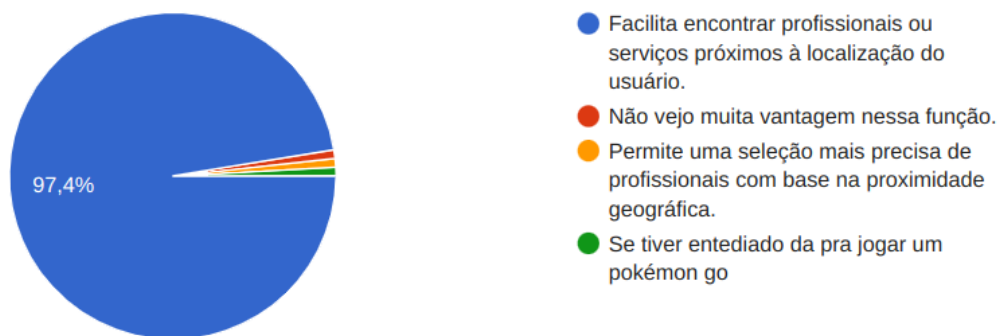 97,4%
Facilita encontrar profissionais ou
serviços próximos à localização do
usuário.
Não vejo muita vantagem nessa função.
Permite uma seleção mais precisa de
profissionais com base na proximidade
geográfica.
Se tiver entediado da pra jogar um
pokémon go